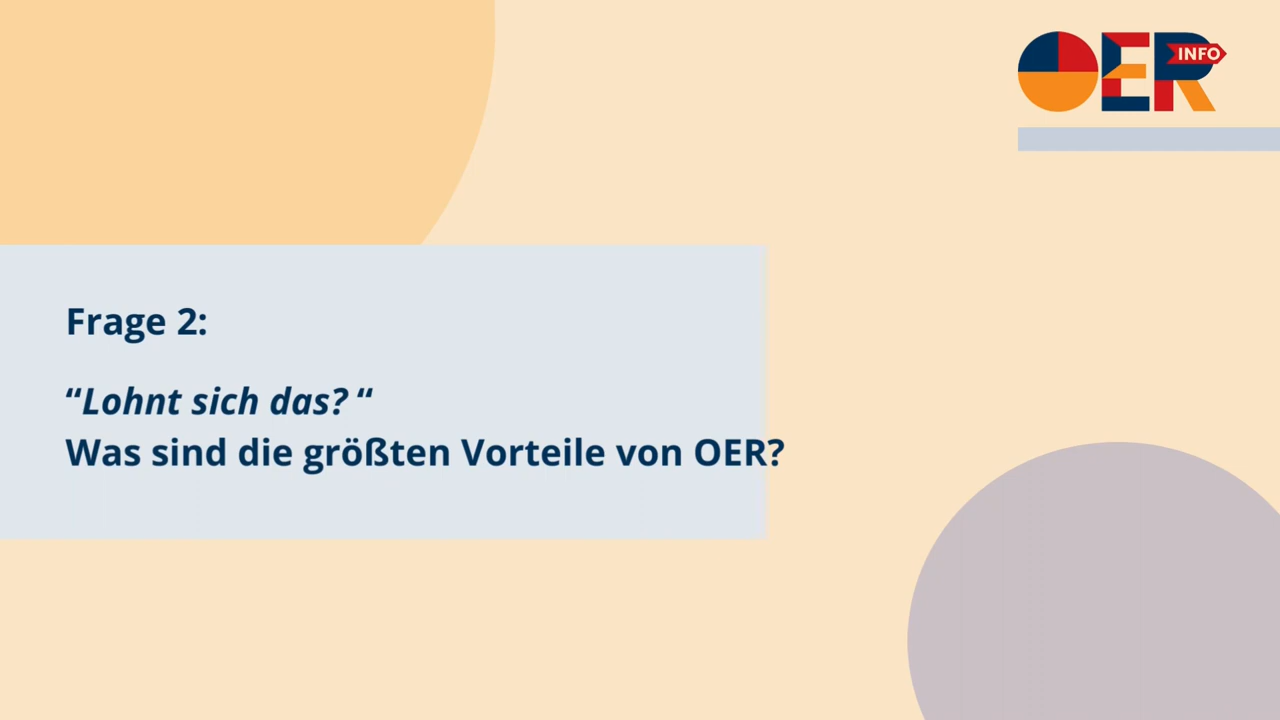 OER
INFO
Frage 2:
“Lohnt sich das? “
Was sind die größten Vorteile von OER?